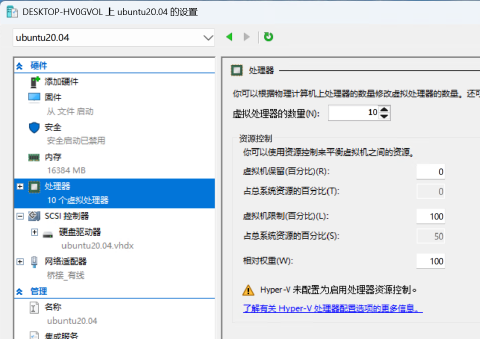 DESKTOP-HV0GVOL 上 ubuntu20.04 的设置
ubuntu20.04
硬件
添加硬件
固件
从 文件 启动
安全
安全启动已禁用
内存
16384 MB
处理器
10 个虚拟处理器
SCSI 控制器
硬盘驱动器
ubuntu20.04.vhdx
网络适配器
桥接_有线
管理
名称
ubuntu20.04
集成服务
处理器
你可以根据物理计算机上处理器的数量修改虚拟处理器的数量。还可
虚拟处理器的数量(N): 10
资源控制
你可以使用资源控制来平衡虚拟机之间的资源。
虚拟机保留(百分比)(R): 0
占总系统资源的百分比(T): 0
虚拟机限制(百分比)(L): 100
占总系统资源的百分比(S): 50
相对权重(W): 100
Hyper-V 未配置为启用处理器资源控制。
了解有关 Hyper-V 处理器配置选项的更多信息。